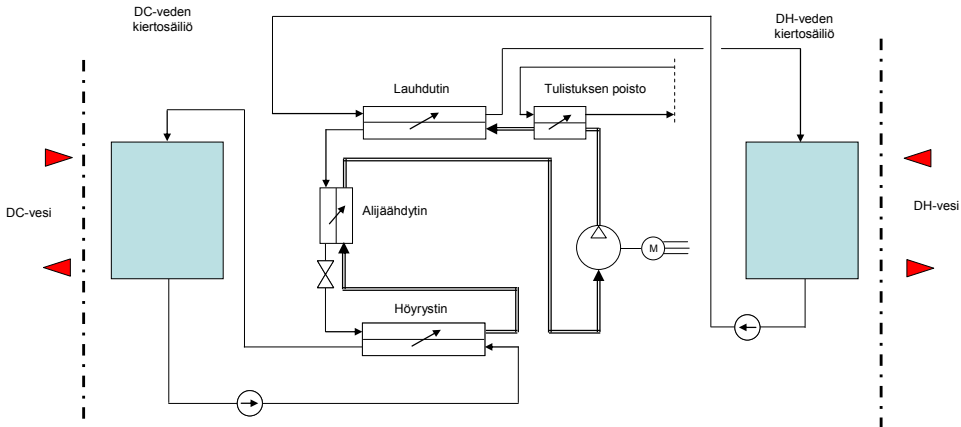 DC-veden
kiertosäiliö
DH-veden
kiertosäiliö
Lauhdutin
Tulistuksen poisto
DC-vesi
Alijäähdytin
DH-vesi
M
Höyrystin